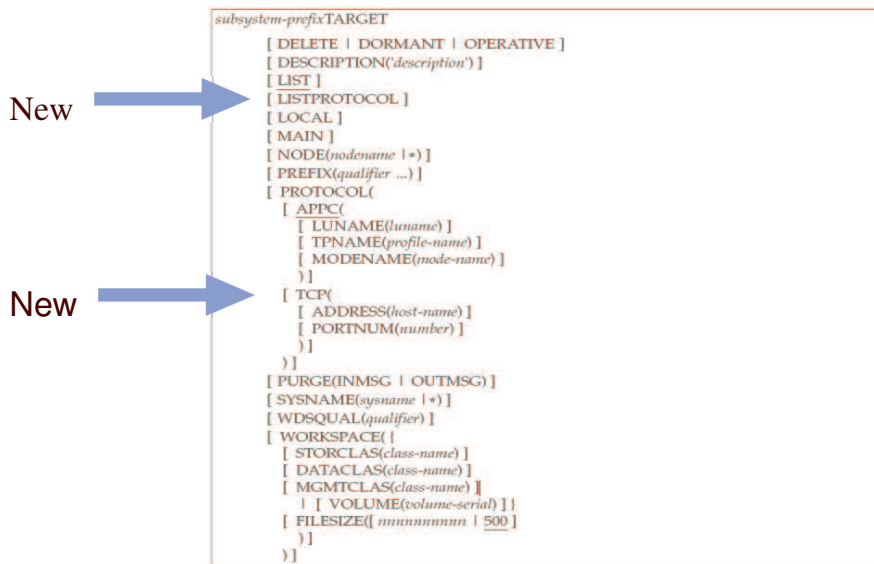 subsystem-prefixTARGET
[ DELETE | DORMANT | OPERATIVE ]
[ DESCRIPTION('description') ]
[ LIST ]
New
[ LISTPROTOCOL ]
[ LOCAL ]
[ MAIN ]
[ NODE(nodename |*) ]
[ PREFIX(qualifier ...) ]
[ PROTOCOL(
[ APPC(
[ LUNAME(luname) ]
[ TPNAME(profile-name) ]
[ MODENAME(mode-name) ]
) ]
New
[ TCP(
[ ADDRESS(host-name) ]
[ PORTNUM(number) ]
) ]
) ]
[ PURGE(INMSG | OUTMSG) ]
[ SYSNAME(sysname |*) ]
[ WDSQUAL(qualifier) ]
[ WORKSPACE( {
[ STORCLAS(class-name) ]
[ DATACLAS(class-name) ]
[ MGMTCLAS(class-name) ]
| [ VOLUME(volume-serial) ] }
[ FILESIZE([ nnnnnnnnnn | 500 ]
) ]
) ]